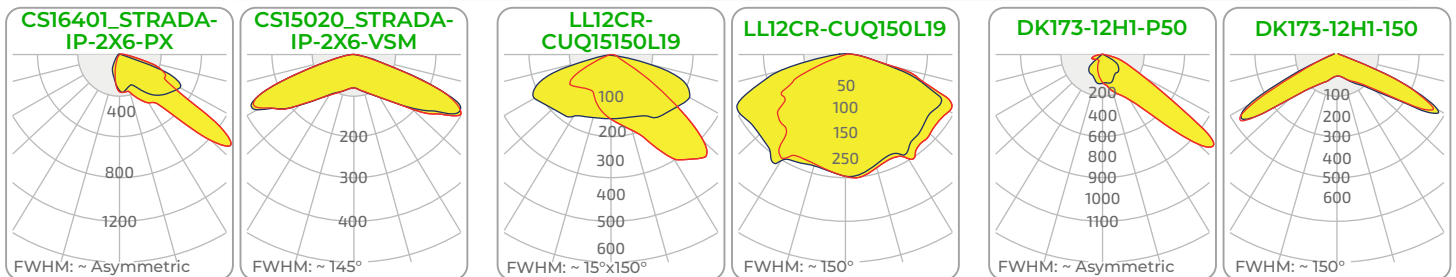 CS16401_STRADA-
IP-2X6-PX
400
800
1200
FWHM: ~ Asymmetric
CS15020_STRADA-
IP-2X6-VSM
200
300
400
FWHM: ~ 145°
LL12CR-
CUQ15150L19
100
200
300
400
500
600
FWHM: ~ 15°x150°
LL12CR-CUQ150L19
50
100
150
250
FWHM: ~ 150°
DK173-12H1-P50
200
400
600
800
900
1000
1100
FWHM: ~ Asymmetric
DK173-12H1-150
100
200
300
400
500
600
FWHM: ~ 150°